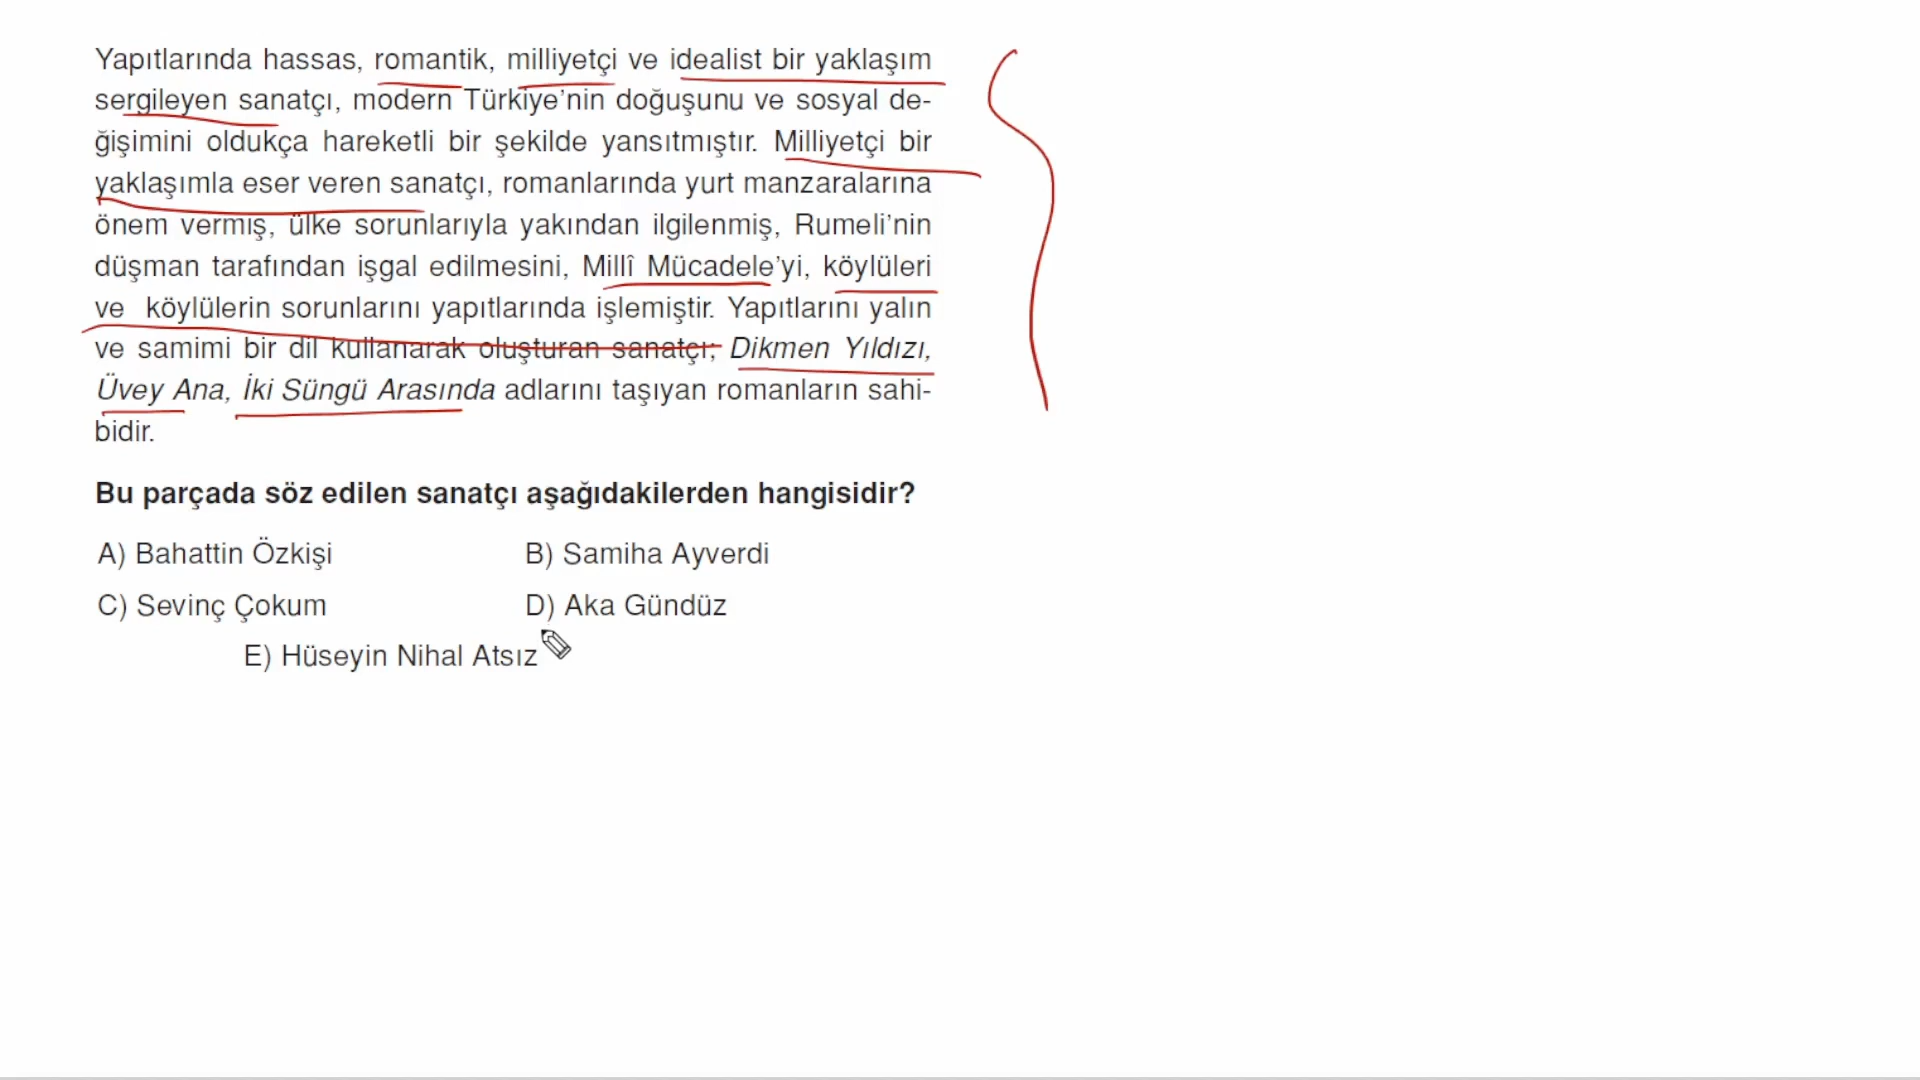 Yapıtlarında hassas, romantik, milliyetçi ve idealist bir yaklaşım
sergileyen sanatçı, modern Türkiye’nin doğuşunu ve sosyal de-
ğişimini oldukça hareketli bir şekilde yansıtmıştır. Milliyetçi bir
yaklaşımla eser veren sanatçı, romanlarında yurt manzaralarına
önem vermiş, ülke sorunlarıyla yakından ilgilenmiş, Rumeli’nin
düşman tarafından işgal edilmesini, Millî Mücadele’yi, köylüleri
ve köylülerin sorunlarını yapıtlarında işlemiştir. Yapıtlarını yalın
ve samimi bir dil kullanarak oluşturan sanatçı; Dikmen Yıldızı,
Üvey Ana, İki Süngü Arasında adlarını taşıyan romanların sahi-
bidir.
Bu parçada söz edilen sanatçı aşağıdakilerden hangisidir?
A) Bahattin Özkişi B) Samiha Ayverdi
C) Sevinç Çokum D) Aka Gündüz
E) Hüseyin Nihal Atsız